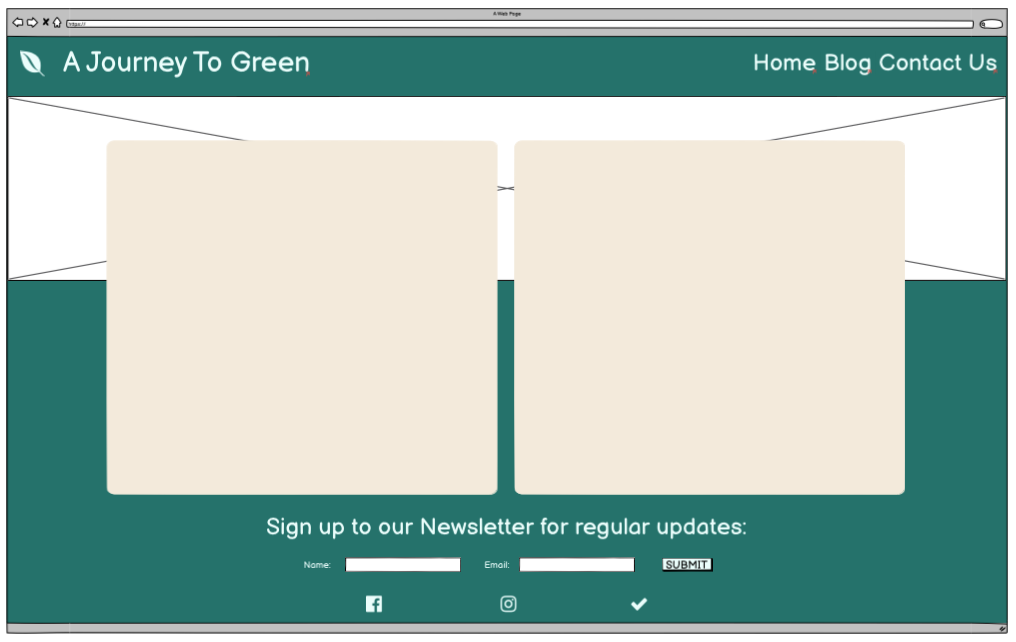 A Web Page
https://
A Journey To Green
Home Blog Contact Us
Sign up to our Newsletter for regular updates:
Name: Email: SUBMIT